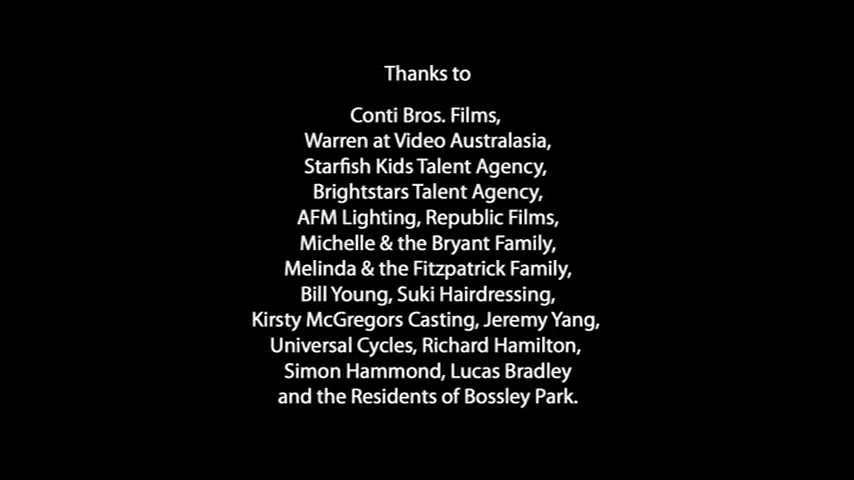 Thanks to
Conti Bros. Films,
Warren at Video Australasia,
Starfish Kids Talent Agency,
Brightstars Talent Agency,
AFM Lighting, Republic Films,
Michelle & the Bryant Family,
Melinda & the Fitzpatrick Family,
Bill Young, Suki Hairdressing,
Kirsty McGregors Casting, Jeremy Yang,
Universal Cycles, Richard Hamilton,
Simon Hammond, Lucas Bradley
and the Residents of Bossley Park.